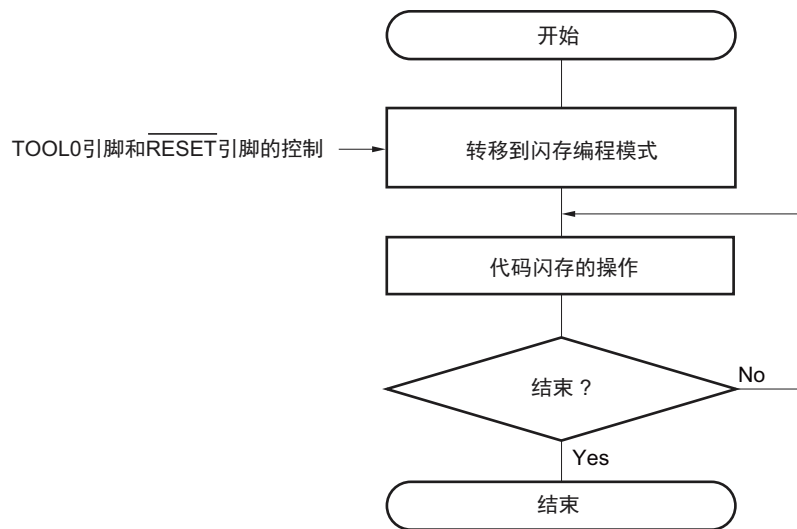 开始
TOOL0引脚和RESET引脚的控制
转移到闪存编程模式
代码闪存的操作
结束？
No
Yes
结束